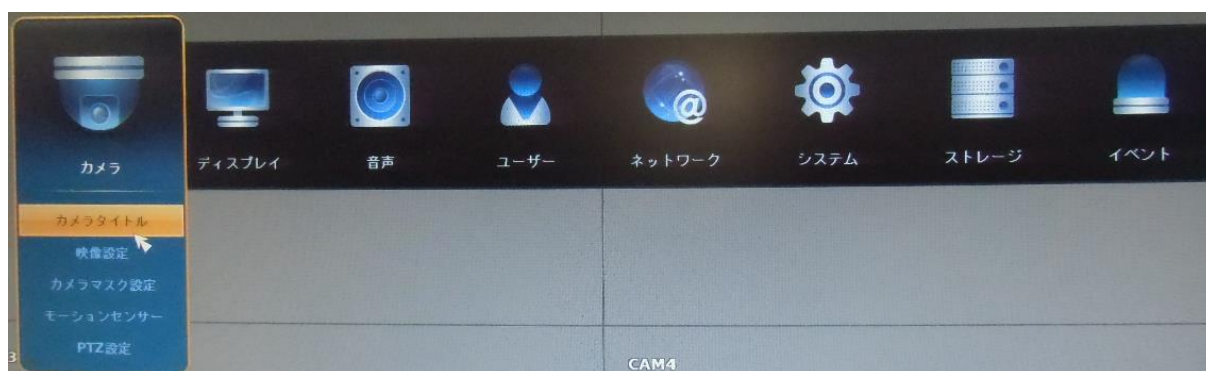 カメラ
ディスプレイ
音声
ユーザー
ネットワーク
システム
ストレージ
イベント
カメラタイトル
映像設定
カメラマスク設定
モーションセンサー
PTZ設定
3
CAM4